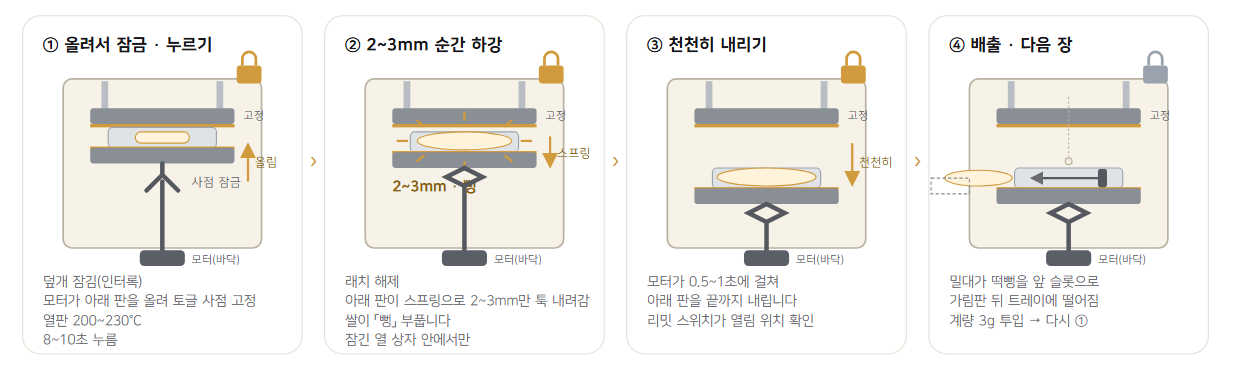 ① 올려서 잠금 · 누르기
고정
올림
사점 잠금
모터(바닥)
덮개 잠김(인터록)
모터가 아래 판을 올려 토글 사점 고정
열판 200~230°C
8~10초 누름
›
② 2~3mm 순간 하강
고정
스프링
2~3mm · 뻥
모터(바닥)
래치 해제
아래 판이 스프링으로 2~3mm만 툭 내려감
쌀이 「뻥」 부풉니다
잠긴 열 상자 안에서만
›
③ 천천히 내리기
고정
천천히
모터(바닥)
모터가 0.5~1초에 걸쳐
아래 판을 끝까지 내립니다
리밋 스위치가 열림 위치 확인
›
④ 배출 · 다음 장
고정
모터(바닥)
밀대가 떡뻥을 앞 슬롯으로
가림판 뒤 트레이에 떨어짐
계량 3g 투입 → 다시 ①